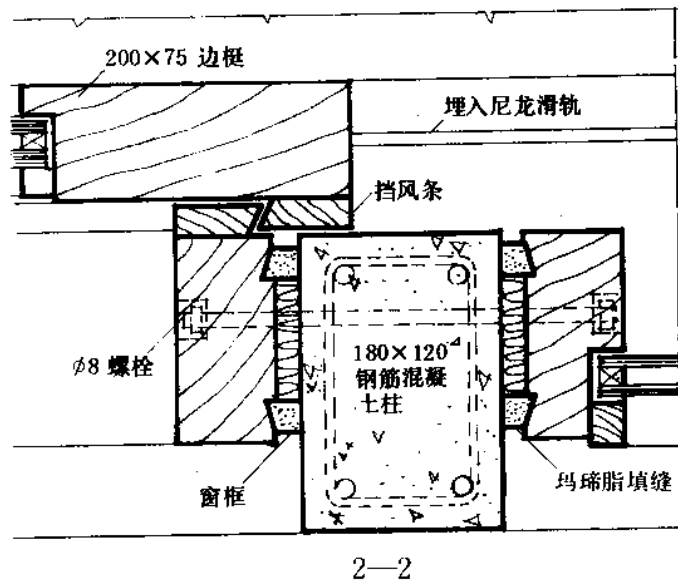 200×75 边梃
埋入尼龙滑轨
挡风条
φ8 螺栓
180×120
钢筋混凝
土柱
窗框
玛𤧛脂填缝
2—2